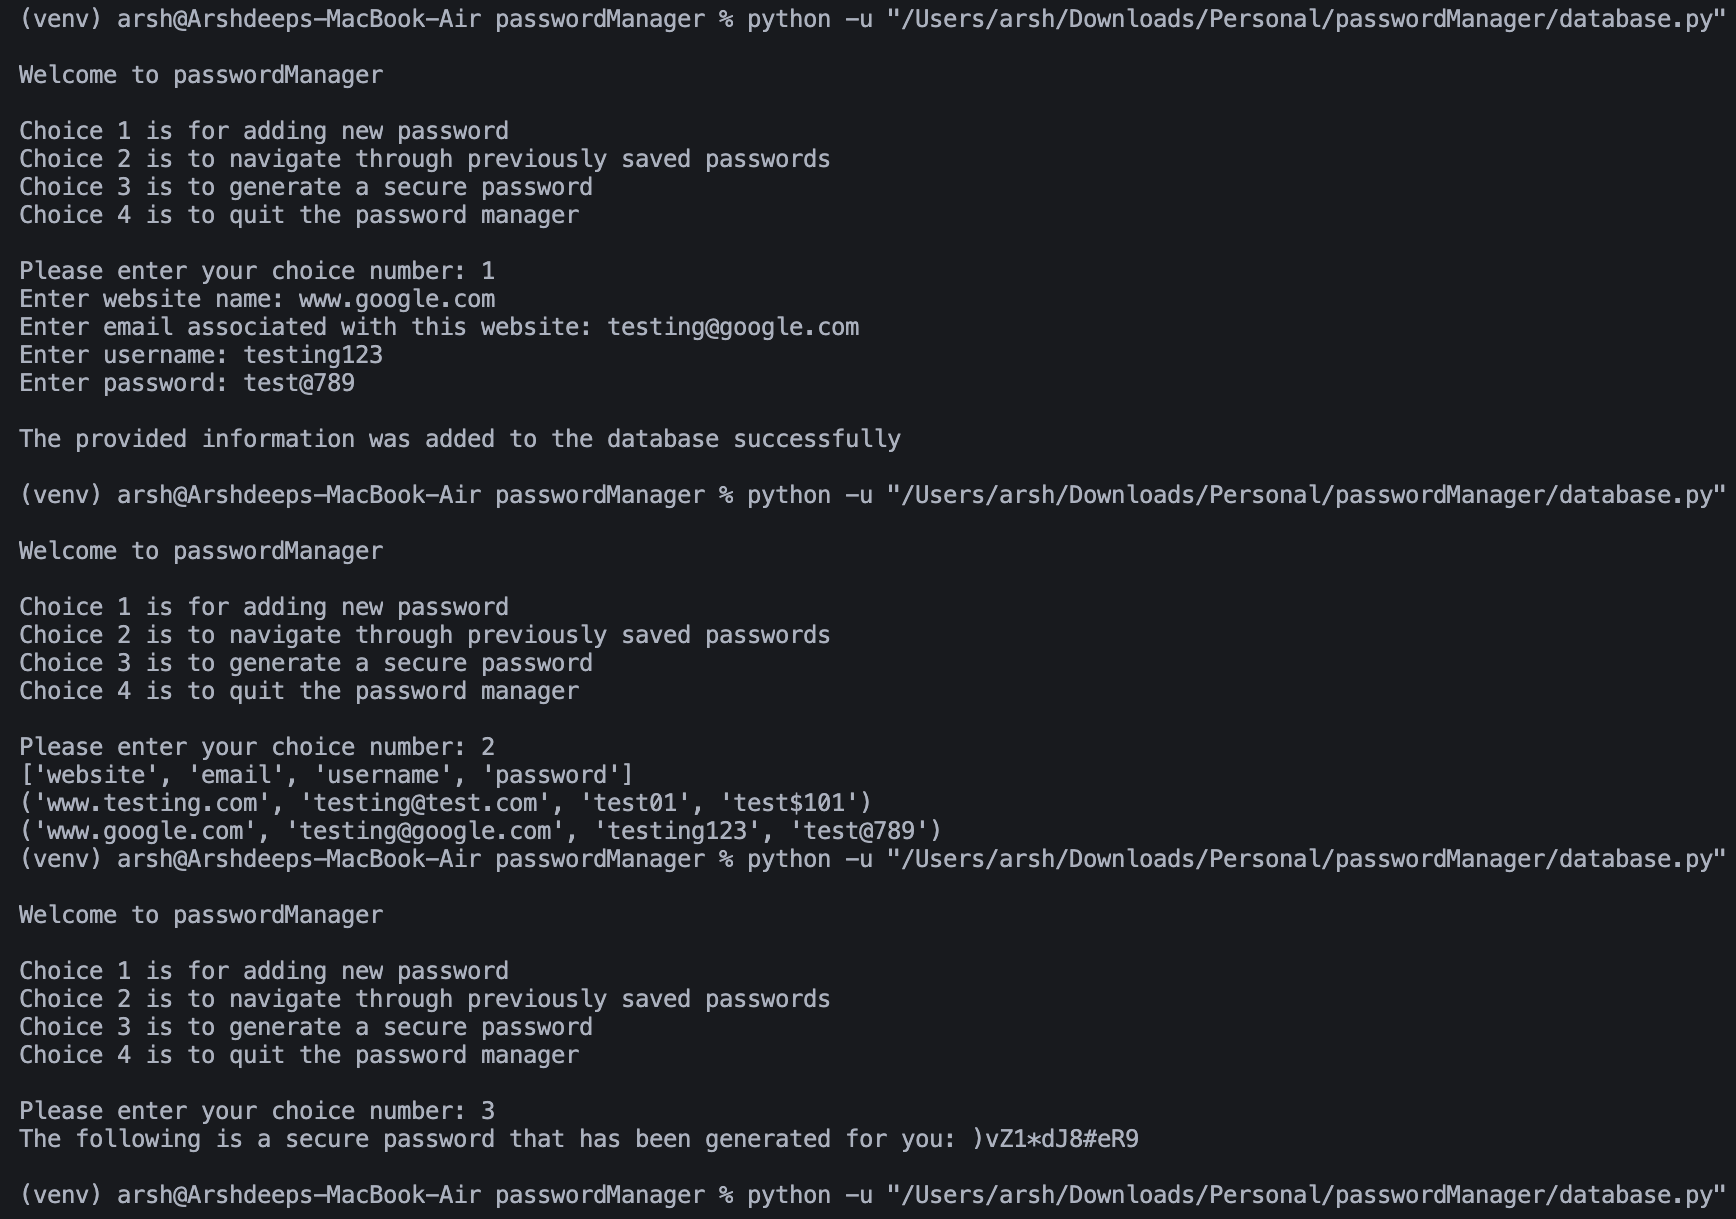 (venv) arsh@Arshdeeps-MacBook-Air passwordManager % python -u "/Users/arsh/Downloads/Personal/passwordManager/database.py"
Welcome to passwordManager
Choice 1 is for adding new password
Choice 2 is to navigate through previously saved passwords
Choice 3 is to generate a secure password
Choice 4 is to quit the password manager
Please enter your choice number: 1
Enter website name: www.google.com
Enter email associated with this website: testing@google.com
Enter username: testing123
Enter password: test@789
The provided information was added to the database successfully
(venv) arsh@Arshdeeps-MacBook-Air passwordManager % python -u "/Users/arsh/Downloads/Personal/passwordManager/database.py"
Welcome to passwordManager
Choice 1 is for adding new password
Choice 2 is to navigate through previously saved passwords
Choice 3 is to generate a secure password
Choice 4 is to quit the password manager
Please enter your choice number: 2
['website', 'email', 'username', 'password']
('www.testing.com', 'testing@test.com', 'test01', 'test$101')
('www.google.com', 'testing@google.com', 'testing123', 'test@789')
(venv) arsh@Arshdeeps-MacBook-Air passwordManager % python -u "/Users/arsh/Downloads/Personal/passwordManager/database.py"
Welcome to passwordManager
Choice 1 is for adding new password
Choice 2 is to navigate through previously saved passwords
Choice 3 is to generate a secure password
Choice 4 is to quit the password manager
Please enter your choice number: 3
The following is a secure password that has been generated for you: )vZ1*dJ8#eR9
(venv) arsh@Arshdeeps-MacBook-Air passwordManager % python -u "/Users/arsh/Downloads/Personal/passwordManager/database.py"